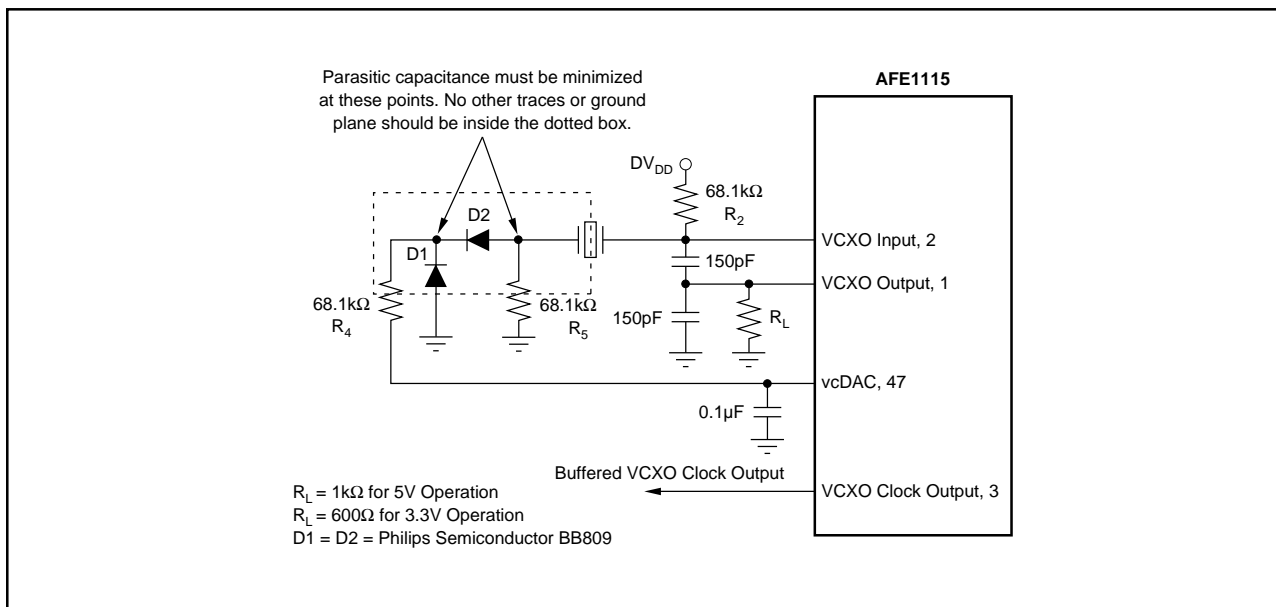 Parasitic capacitance must be minimized
at these points. No other traces or ground
plane should be inside the dotted box.
AFE1115
DV_DD
68.1kΩ
R_2
D2
D1
VCXO Input, 2
150pF
VCXO Output, 1
68.1kΩ
R_4
68.1kΩ
R_5
150pF
R_L
vcDAC, 47
0.1µF
Buffered VCXO Clock Output
VCXO Clock Output, 3
R_L = 1kΩ for 5V Operation
R_L = 600Ω for 3.3V Operation
D1 = D2 = Philips Semiconductor BB809